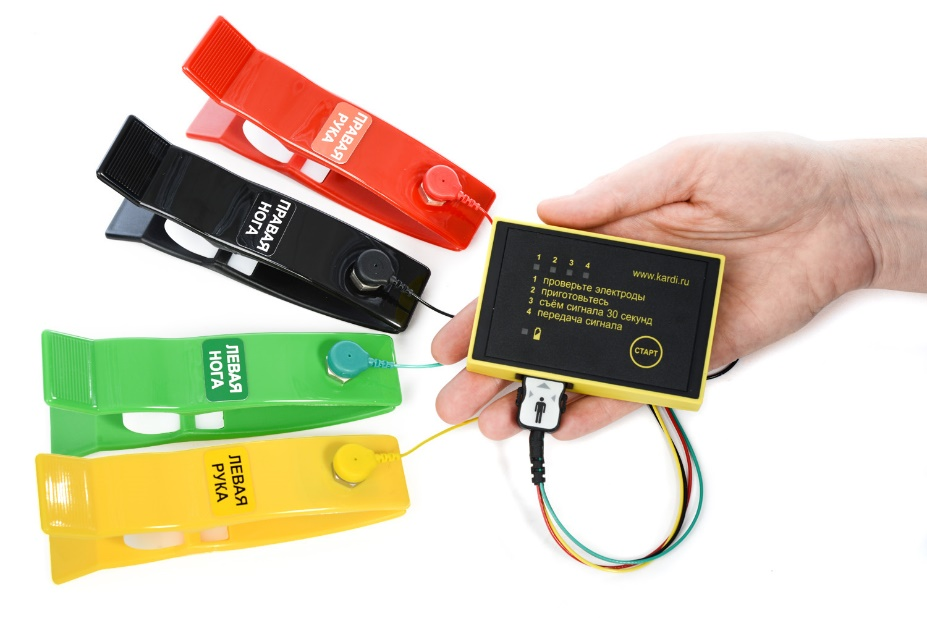 ПРАВАЯ
РУКА
ПРАВАЯ
НОГА
ЛЕВАЯ
НОГА
ЛЕВАЯ
РУКА
1 2 3 4
www.kardi.ru
1 проверьте электроды
2 приготовьтесь
3 съём сигнала 30 секунд
4 передача сигнала
СТАРТ